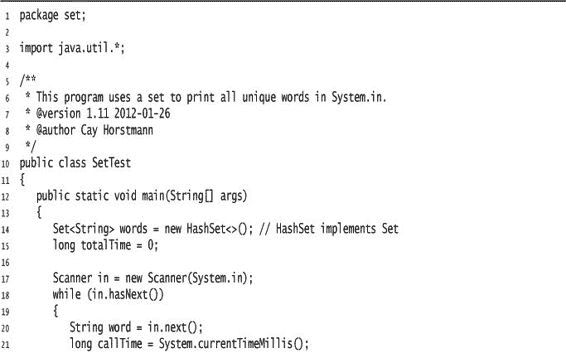 1 package set;
2
3 import java.util.*;
4
5 /**
6  * This program uses a set to print all unique words in System.in.
7  * @version 1.11 2012-01-26
8  * @author Cay Horstmann
9  */
10 public class SetTest
11 {
12    public static void main(String[] args)
13    {
14       Set<String> words = new HashSet<>(); // HashSet implements Set
15       long totalTime = 0;
16
17       Scanner in = new Scanner(System.in);
18       while (in.hasNext())
19       {
20          String word = in.next();
21          long callTime = System.currentTimeMillis();